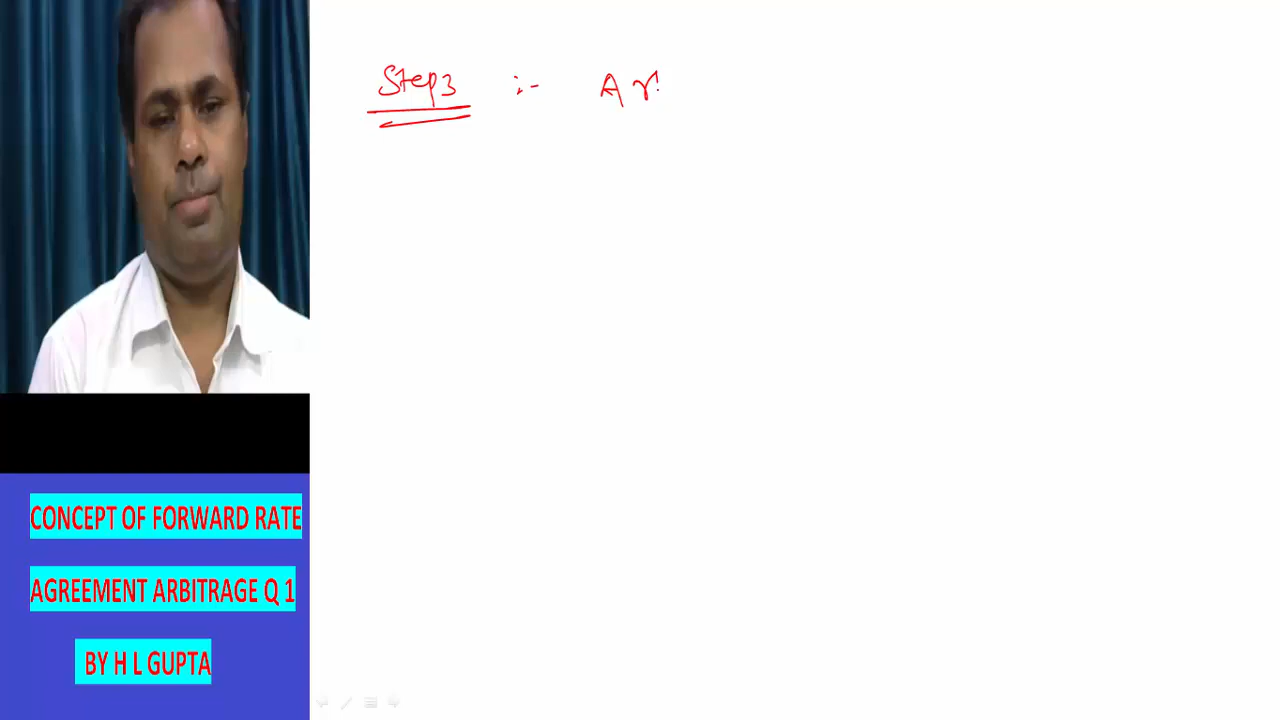 Step3 :- Ar
CONCEPT OF FORWARD RATE
AGREEMENT ARBITRAGE Q 1
BY H L GUPTA